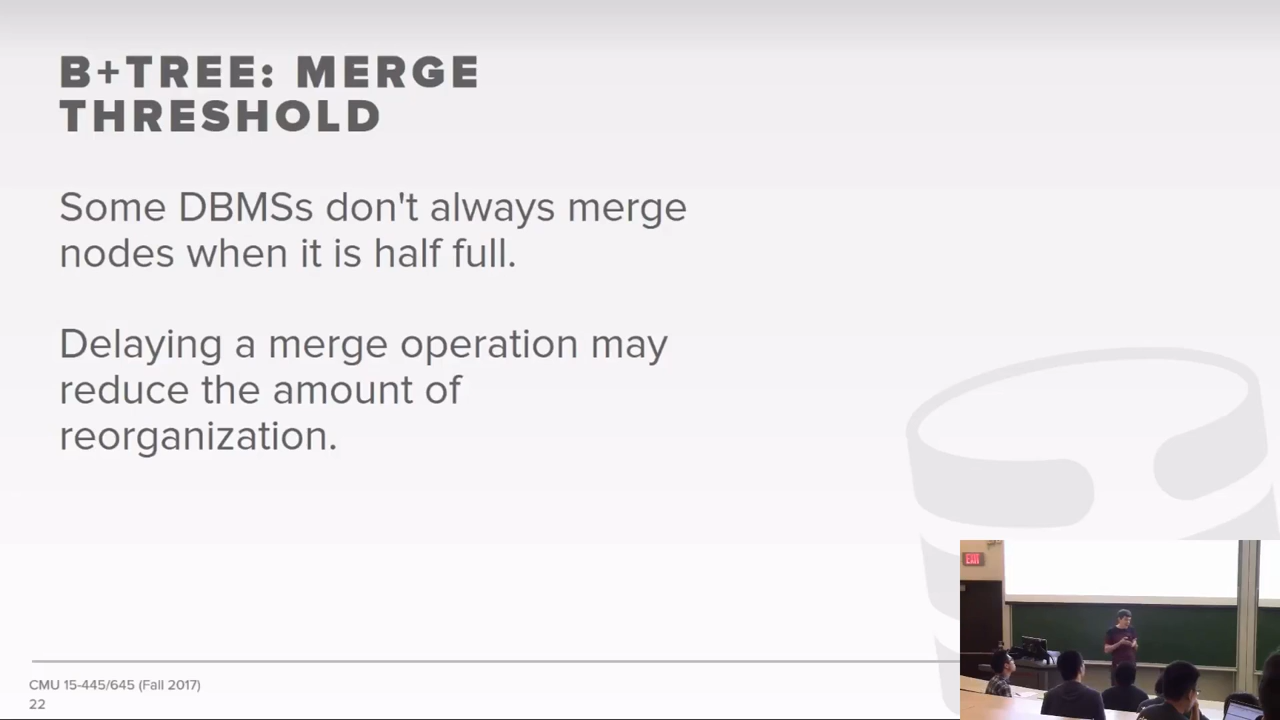 B+TREE: MERGE
THRESHOLD
Some DBMSs don't always merge
nodes when it is half full.
Delaying a merge operation may
reduce the amount of
reorganization.
CMU 15-445/645 (Fall 2017)
22
EXIT